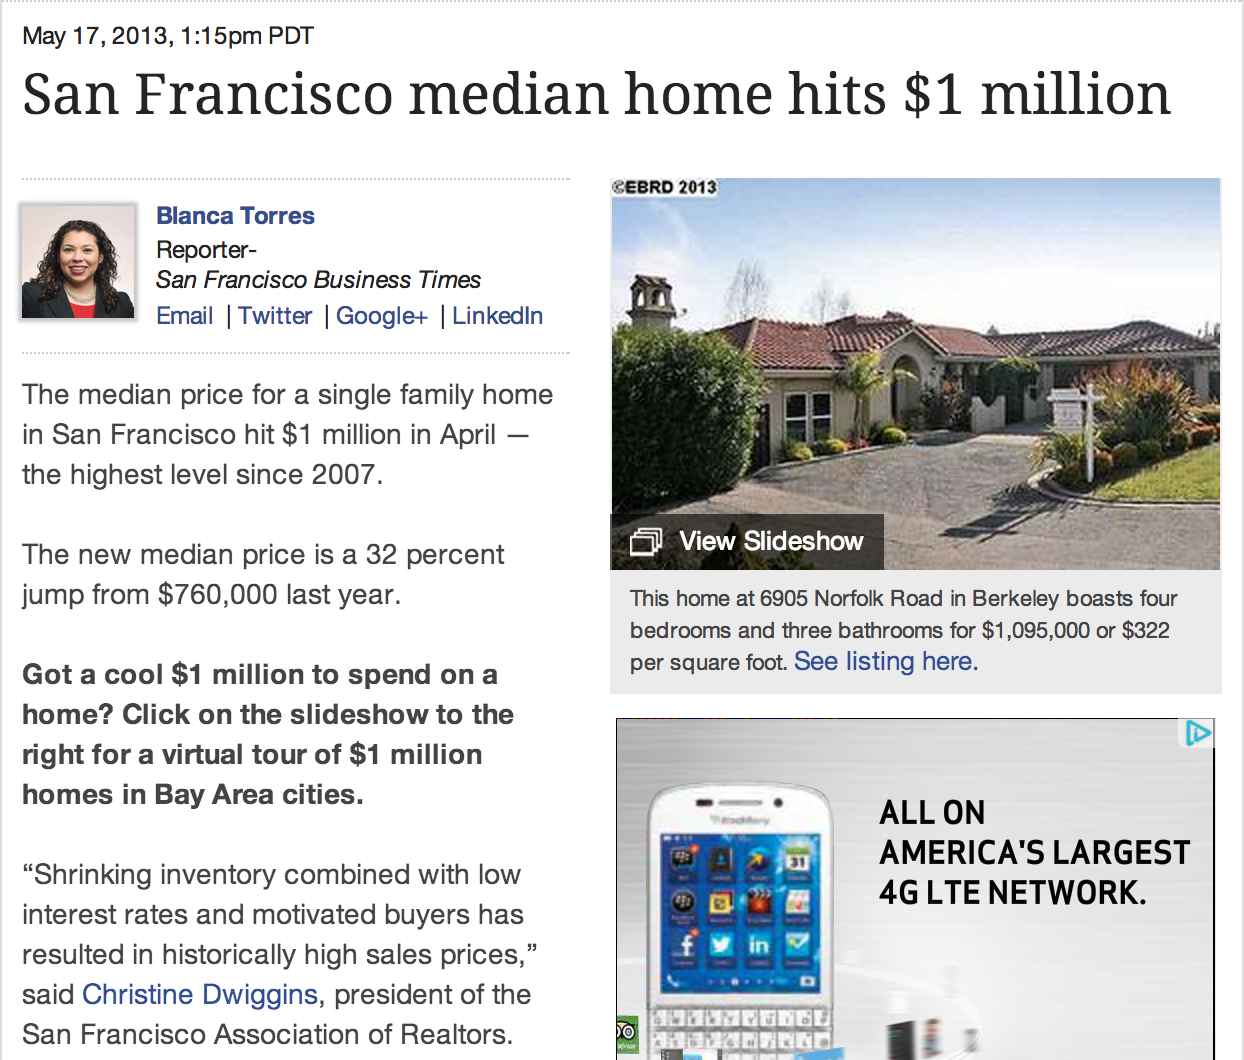 May 17, 2013, 1:15pm PDT
San Francisco median home hits $1 million
Blanca Torres
Reporter-
San Francisco Business Times
Email | Twitter | Google+ | LinkedIn
The median price for a single family home
in San Francisco hit $1 million in April —
the highest level since 2007.
The new median price is a 32 percent
jump from $760,000 last year.
Got a cool $1 million to spend on a
home? Click on the slideshow to the
right for a virtual tour of $1 million
homes in Bay Area cities.
“Shrinking inventory combined with low
interest rates and motivated buyers has
resulted in historically high sales prices,”
said Christine Dwiggins, president of the
San Francisco Association of Realtors.
©EBRD 2013
View Slideshow
This home at 6905 Norfolk Road in Berkeley boasts four
bedrooms and three bathrooms for $1,095,000 or $322
per square foot. See listing here.
BlackBerry
31
ALL ON
AMERICA'S LARGEST
4G LTE NETWORK.